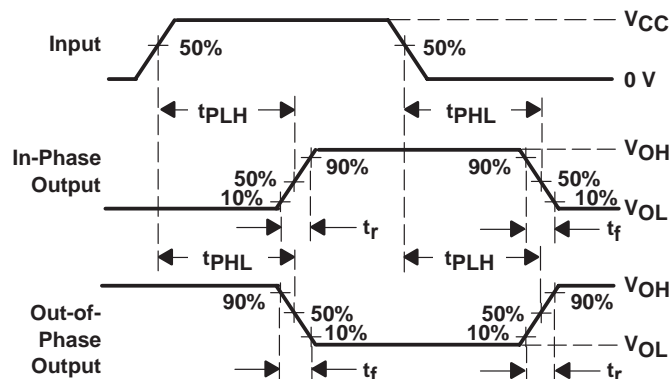 VCC
Input
50%
50%
0 V
tPLH
tPHL
VOH
In-Phase
Output
90%
90%
50%
50%
10%
10%
VOL
tr
tf
tPHL
tPLH
VOH
90%
90%
Out-of-
Phase
Output
50%
50%
10%
10%
VOL
tf
tr